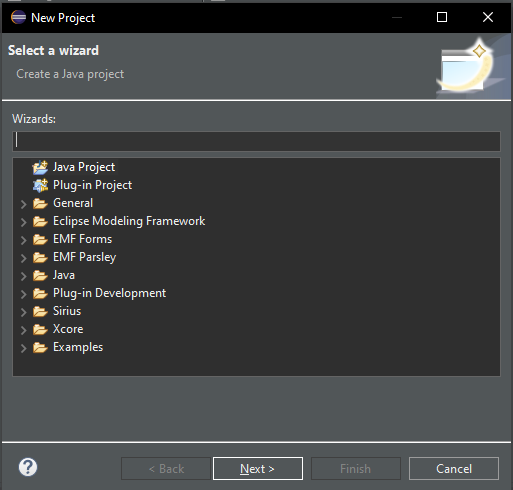 New Project
Select a wizard
Create a Java project
Wizards:
Java Project
Plug-in Project
General
Eclipse Modeling Framework
EMF Forms
EMF Parsley
Java
Plug-in Development
Sirius
Xcore
Examples
? < Back Next > Finish Cancel